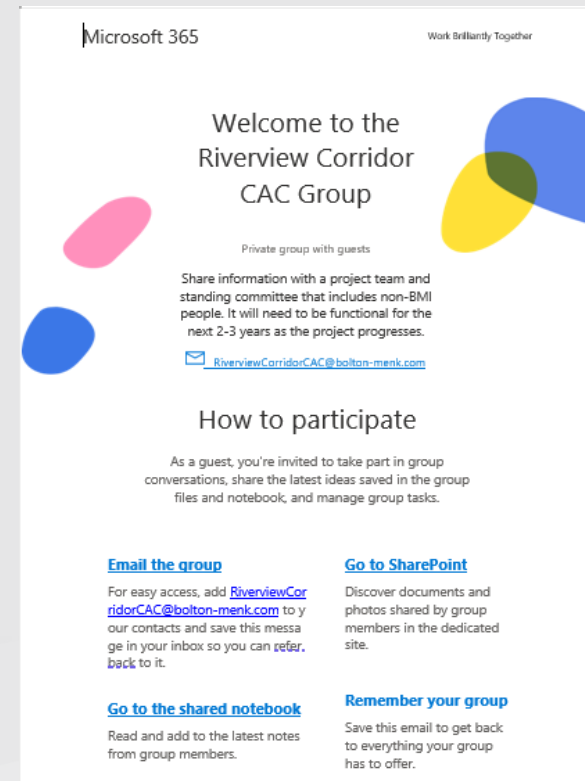 Microsoft 365
Work Brilliantly Together
Welcome to the
Riverview Corridor
CAC Group
Private group with guests
Share information with a project team and
standing committee that includes non-BMI
people. It will need to be functional for the
next 2-3 years as the project progresses.
RiverviewCorridorCAC@bolton-menk.com
How to participate
As a guest, you're invited to take part in group
conversations, share the latest ideas saved in the group
files and notebook, and manage group tasks.
Email the group
For easy access, add RiverviewCor
ridorCAC@bolton-menk.com to y
our contacts and save this messa
ge in your inbox so you can refer
back to it.
Go to SharePoint
Discover documents and
photos shared by group
members in the dedicated
site.
Go to the shared notebook
Read and add to the latest notes
from group members.
Remember your group
Save this email to get back
to everything your group
has to offer.